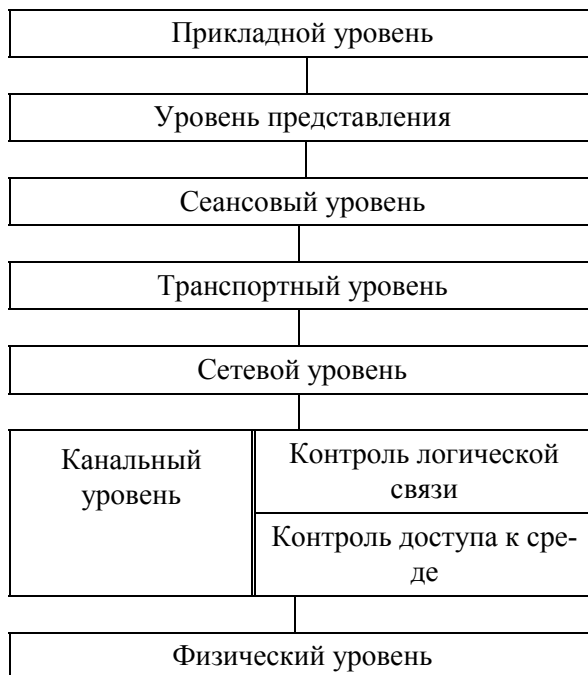 Прикладной уровень
Уровень представления
Сеансовый уровень
Транспортный уровень
Сетевой уровень
Канальный
уровень
Контроль логической
связи
Контроль доступа к сре-
де
Физический уровень